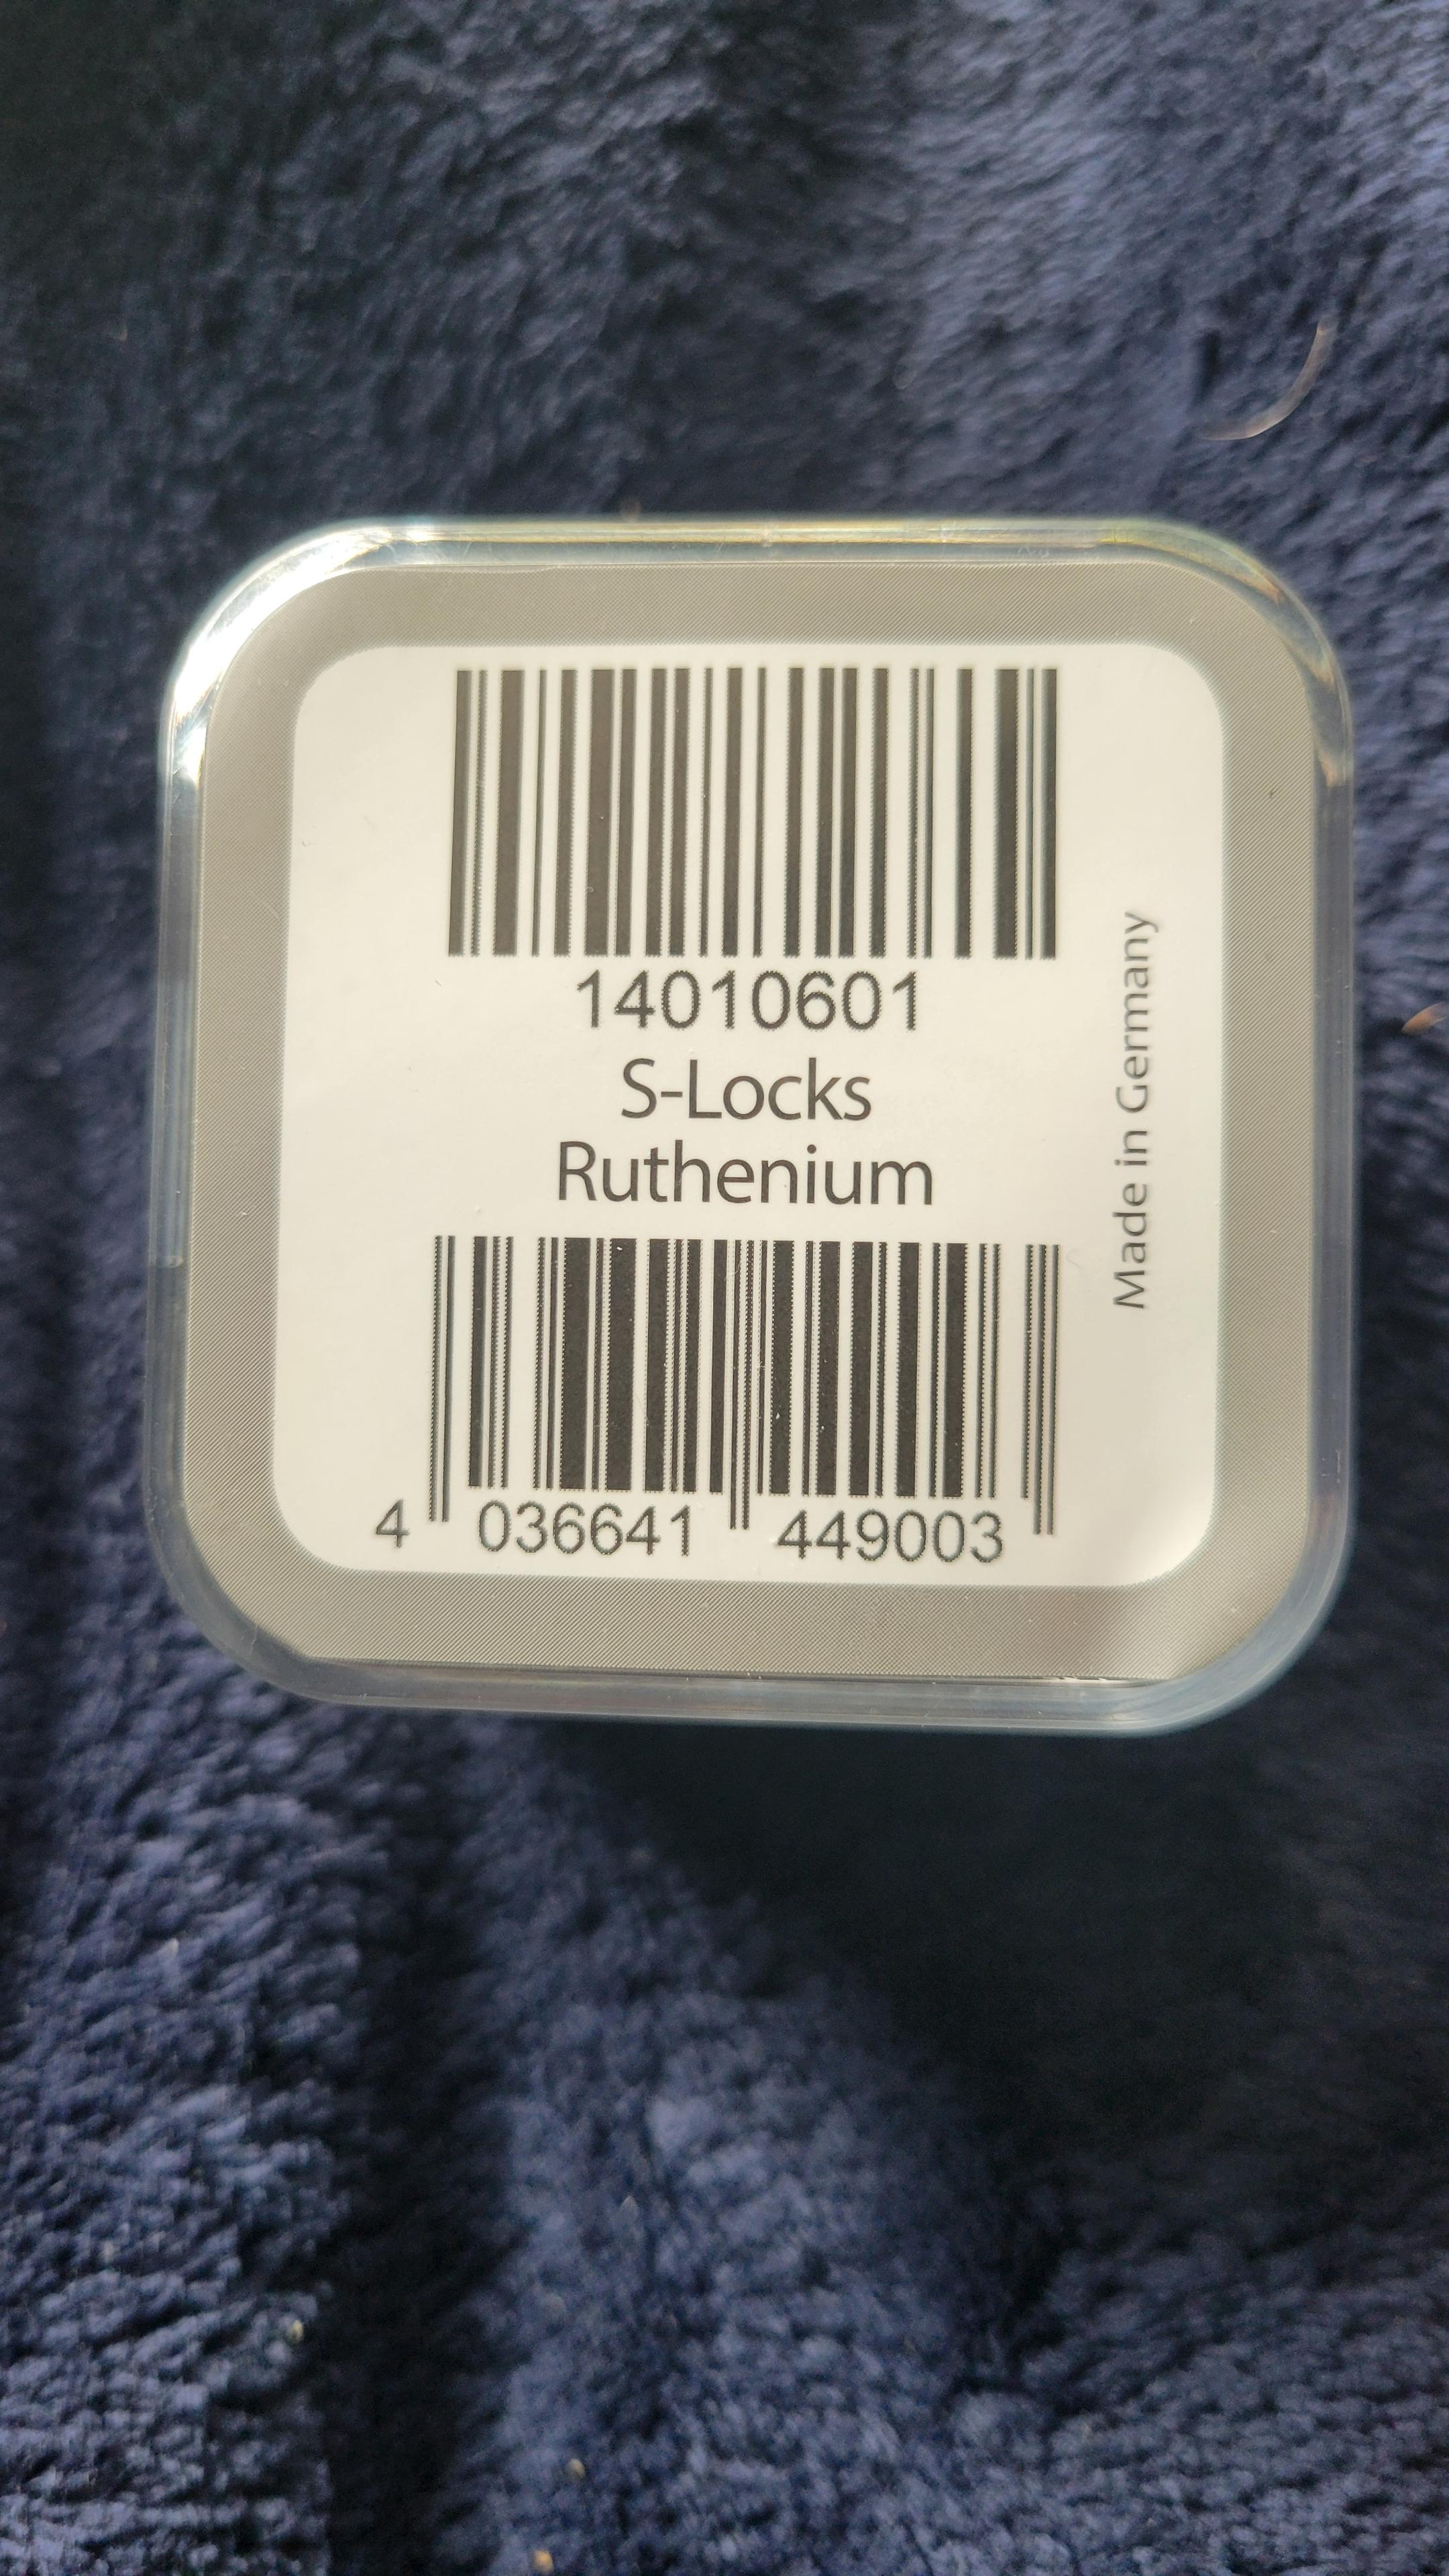 14010601
S-Locks
Ruthenium
4 036641 449003
Made in Germany